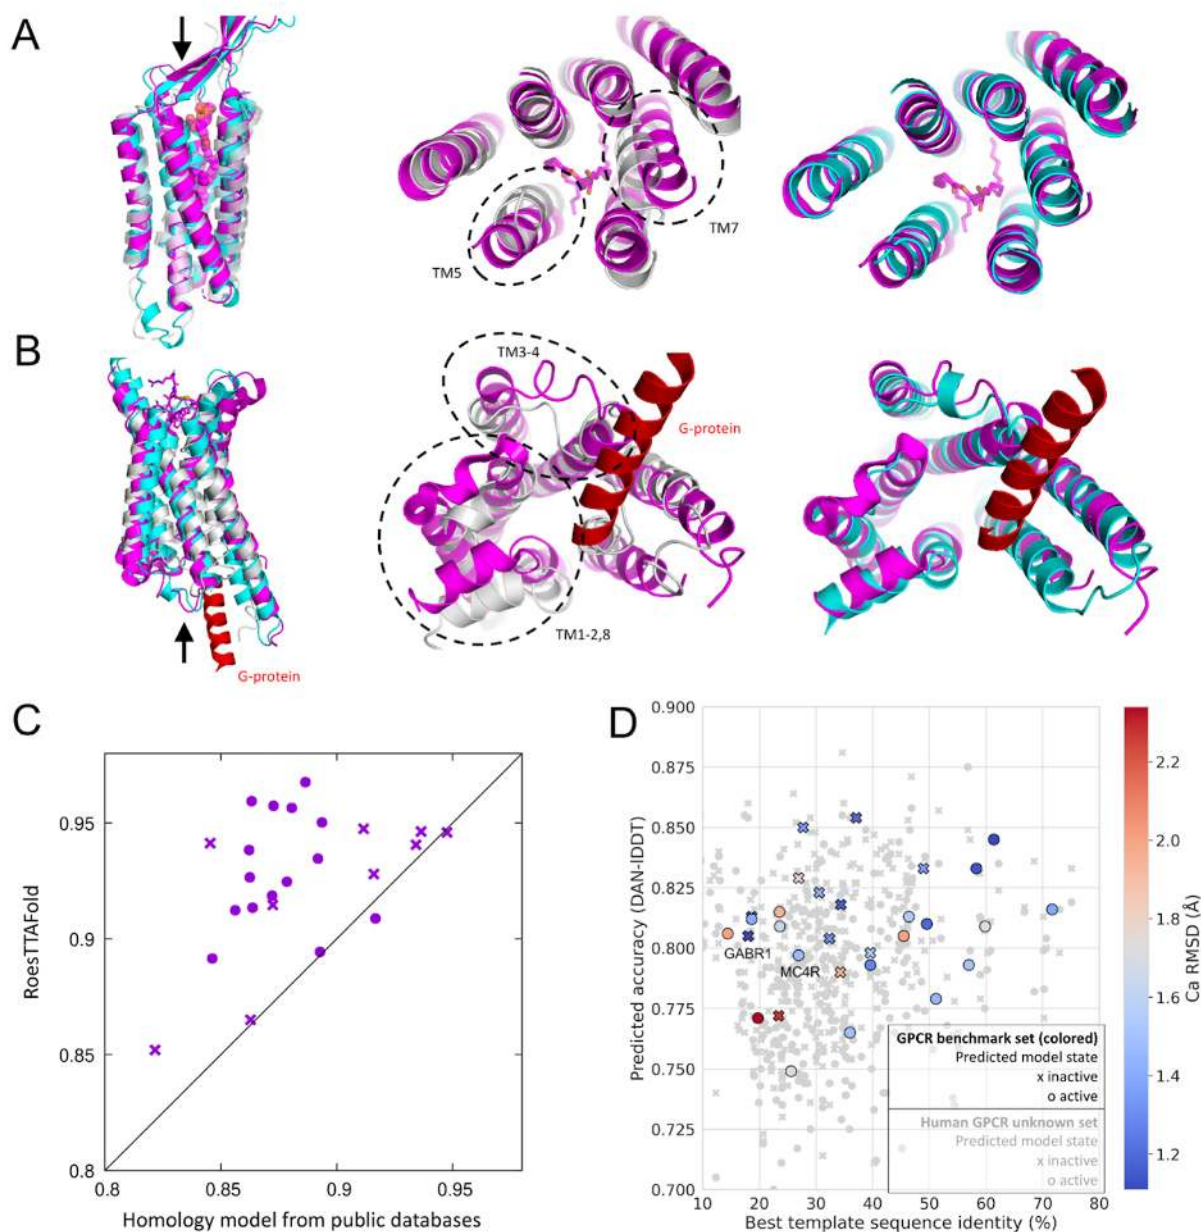 A
TM5
TM7
B
G-protein
TM3-4
G-protein
TM1-2,8
C
RoesTTAFold
0.95
0.9
0.85
0.8
0.8
0.85
0.9
0.95
Homology model from public databases
D
Predicted accuracy (DAN-lDDT)
0.900
0.875
0.850
0.825
0.800
0.775
0.750
0.725
0.700
GABR1
MC4R
GPCR benchmark set (colored)
Predicted model state
x inactive
o active
Human GPCR unknown set
Predicted model state
x inactive
o active
10
20
30
40
50
60
70
80
Best template sequence identity (%)
2.2
2.0
1.8
1.6
1.4
1.2
Ca RMSD (Å)